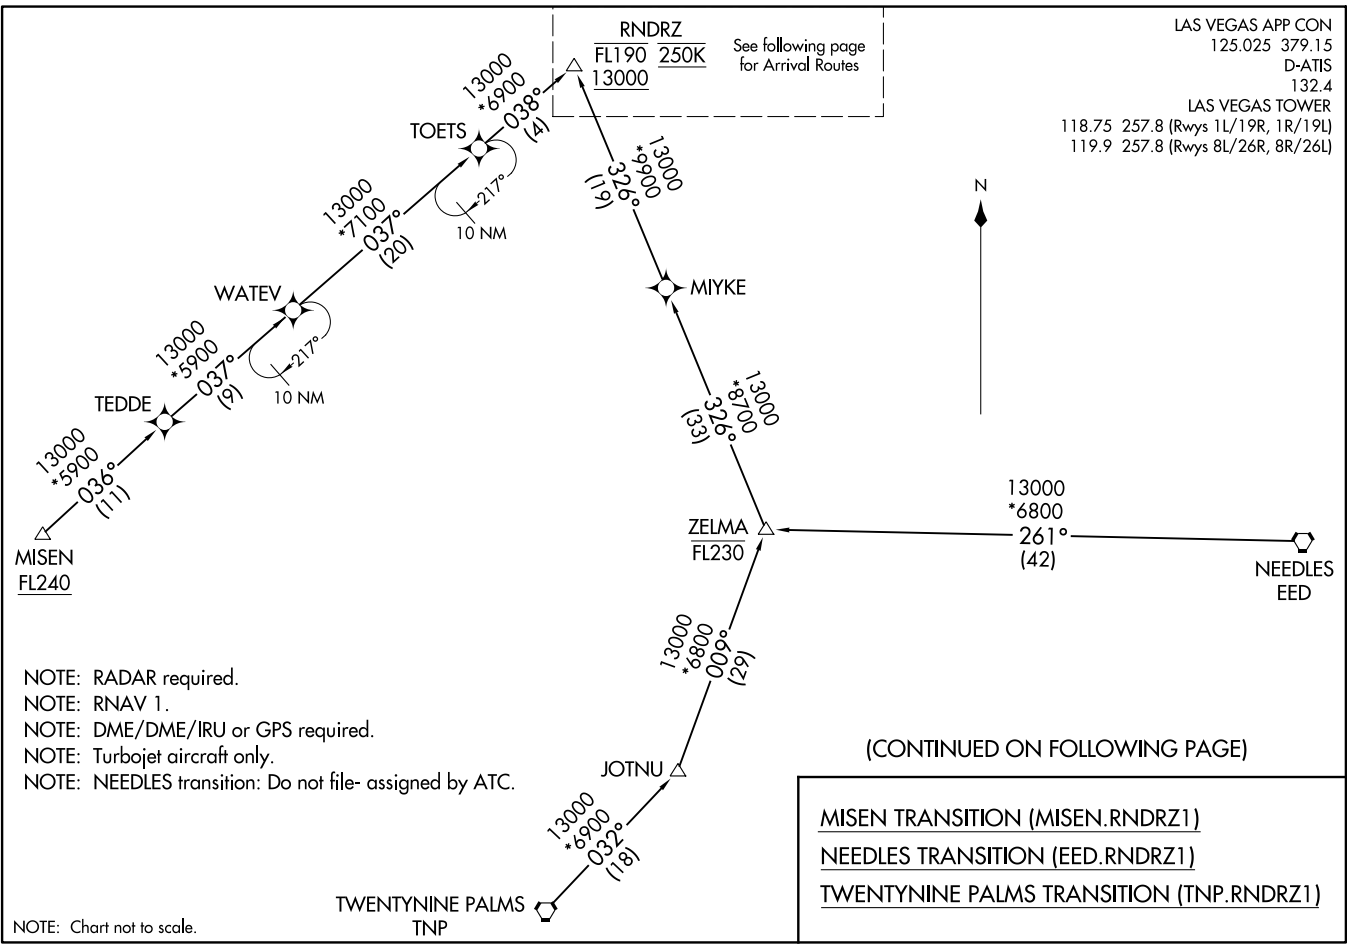 RNDRZ
FL190 250K
13000
See following page
for Arrival Routes
LAS VEGAS APP CON
125.025 379.15
D-ATIS
132.4
LAS VEGAS TOWER
118.75 257.8 (Rwys 1L/19R, 1R/19L)
119.9 257.8 (Rwys 8L/26R, 8R/26L)
13000
*6900
038°
(4)
TOETS
217°
10 NM
13000
*7100
037°
(20)
WATEV
217°
10 NM
13000
*5900
037°
(9)
TEDDE
13000
*5900
036°
(11)
MISEN
FL240
13000
*9900
326°
(19)
MIYKE
13000
*8700
326°
(33)
N
ZELMA
FL230
13000
*6800
261°
(42)
NEEDLES
EED
13000
*6800
009°
(29)
JOTNU
13000
*6900
032°
(18)
TWENTYNINE PALMS
TNP
NOTE: RADAR required.
NOTE: RNAV 1.
NOTE: DME/DME/IRU or GPS required.
NOTE: Turbojet aircraft only.
NOTE: NEEDLES transition: Do not file- assigned by ATC.
(CONTINUED ON FOLLOWING PAGE)
MISEN TRANSITION (MISEN.RNDRZ1)
NEEDLES TRANSITION (EED.RNDRZ1)
TWENTYNINE PALMS TRANSITION (TNP.RNDRZ1)
NOTE: Chart not to scale.